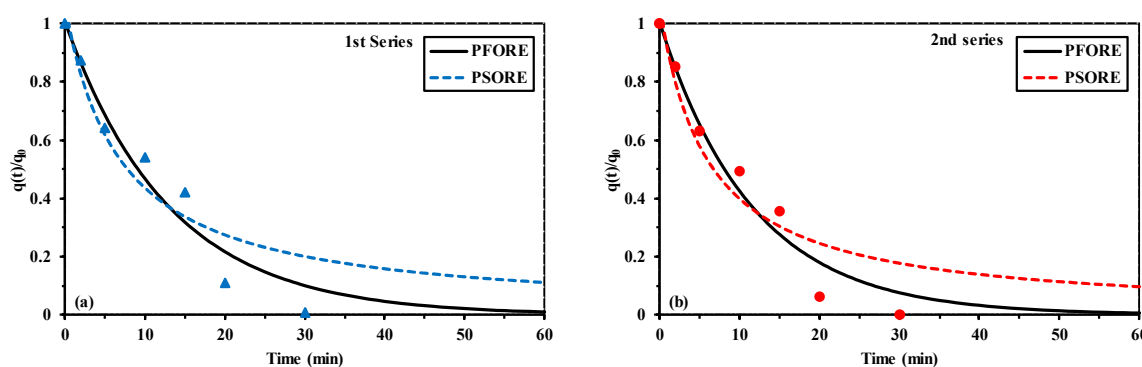 1st Series
PFORE
PSORE
1
0.8
0.6
0.4
0.2
0
q(t)/q0
(a)
0 10 20 30 40 50 60
Time (min)
2nd series
PFORE
PSORE
1
0.8
0.6
0.4
0.2
0
q(t)/q0
(b)
0 10 20 30 40 50 60
Time (min)